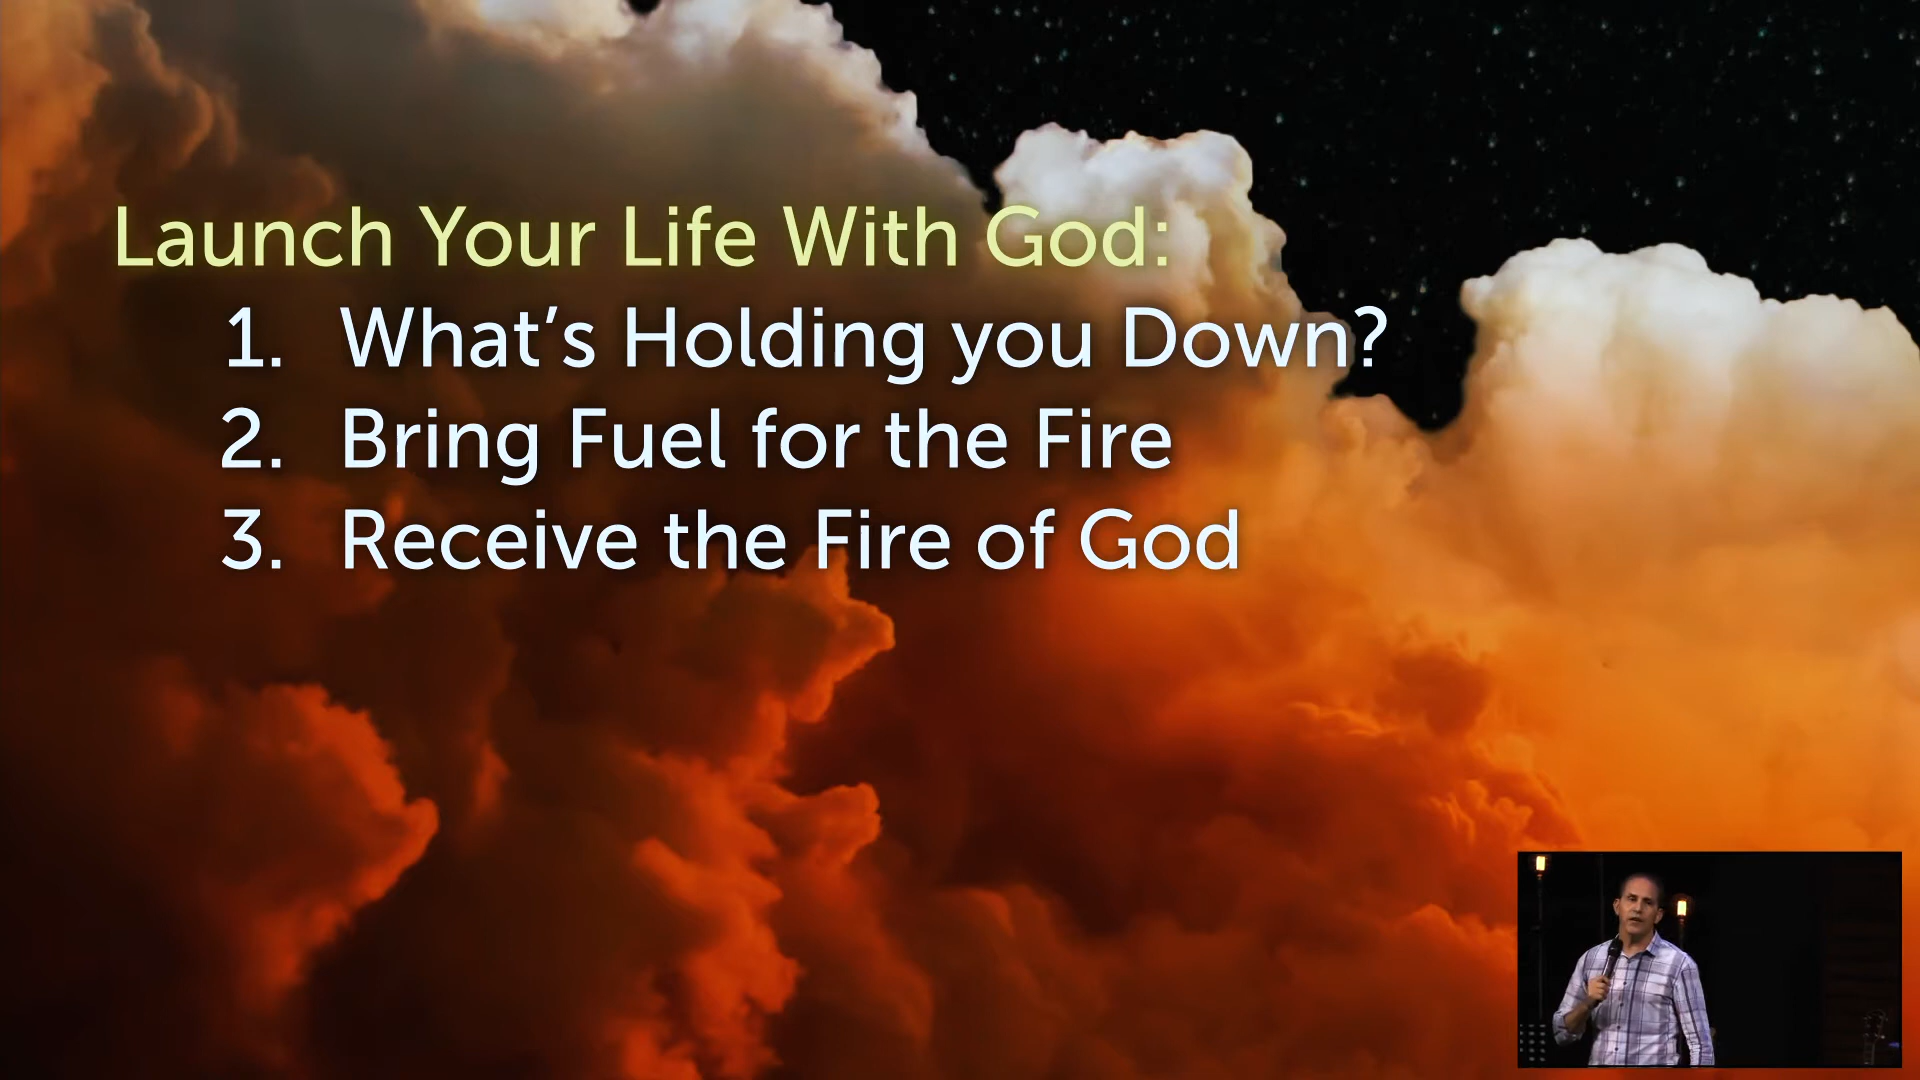 Launch Your Life With God:
1. What’s Holding you Down?
2. Bring Fuel for the Fire
3. Receive the Fire of God